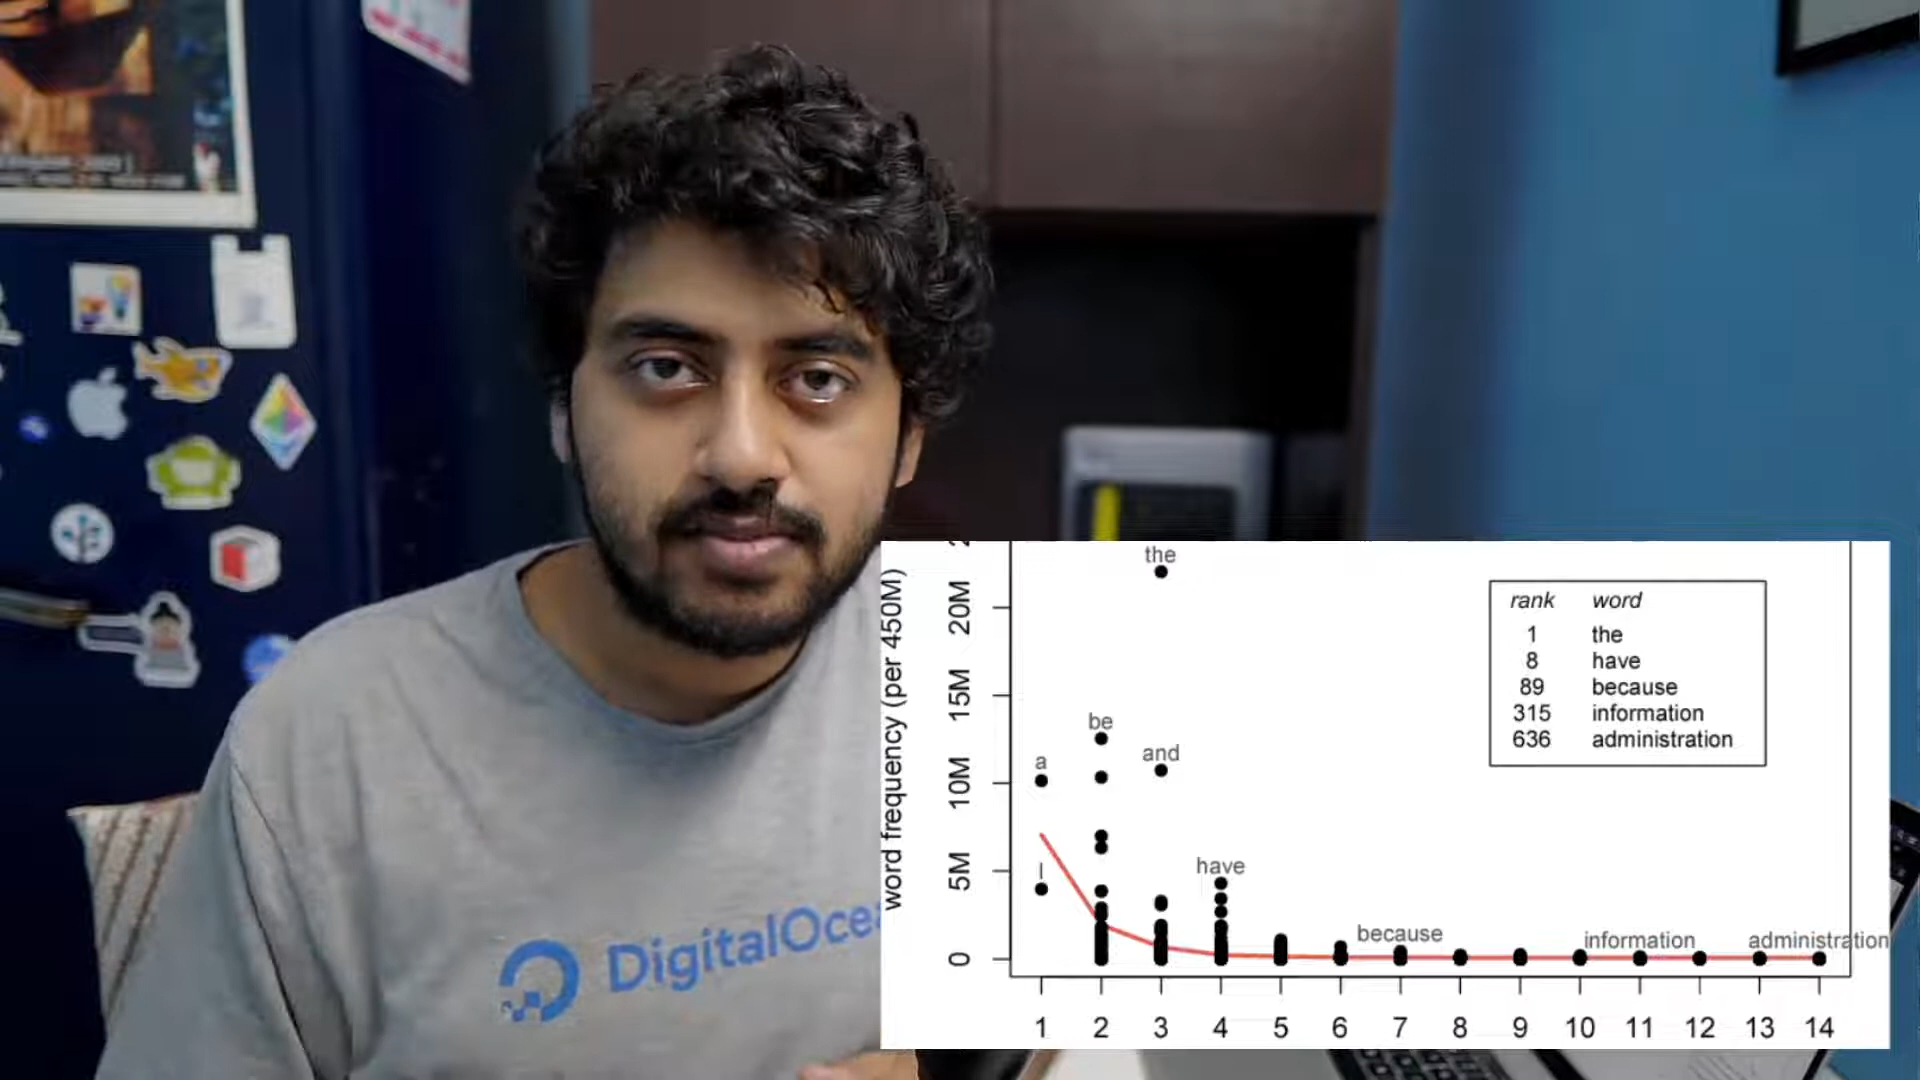 DigitalOcea
word frequency (per 450M)
20M
15M
10M
5M
0
the
be
and
a
I
have
because
information
administration
rank word
1 the
8 have
89 because
315 information
636 administration
1 2 3 4 5 6 7 8 9 10 11 12 13 14